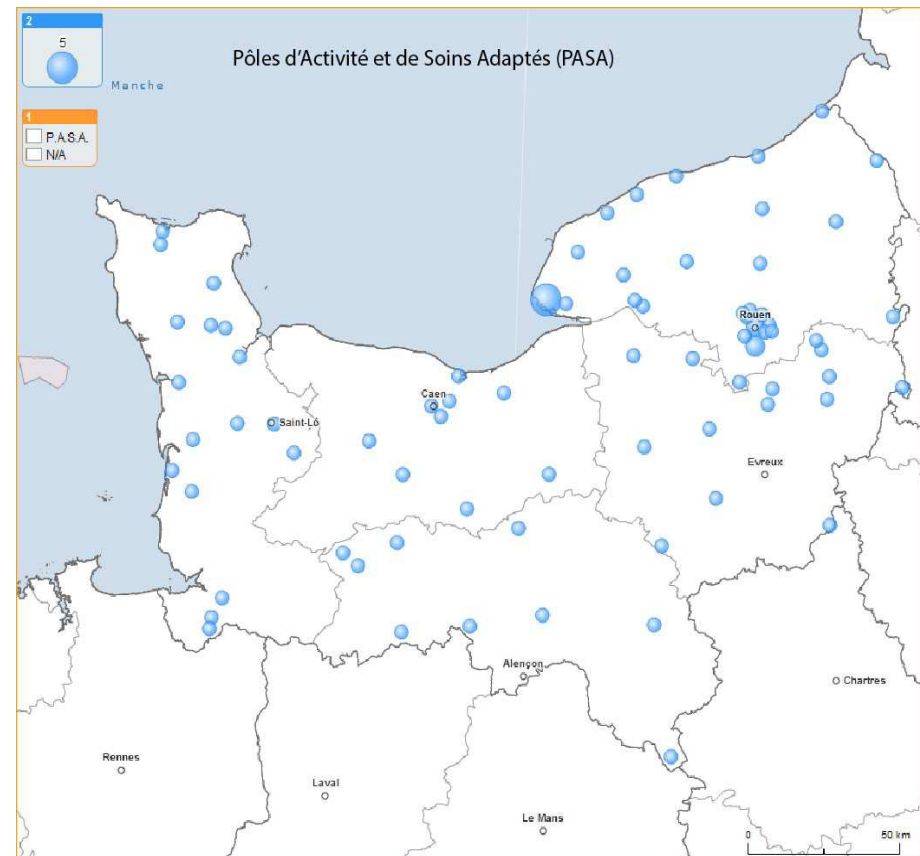 2
5
Pôles d'Activité et de Soins Adaptés (PASA)
Manche
1
P.A.S.A.
N/A
Rouen
Caen
Saint-Lô
Evreux
Alençon
Chartres
Rennes
Laval
Le Mans
0 50 km